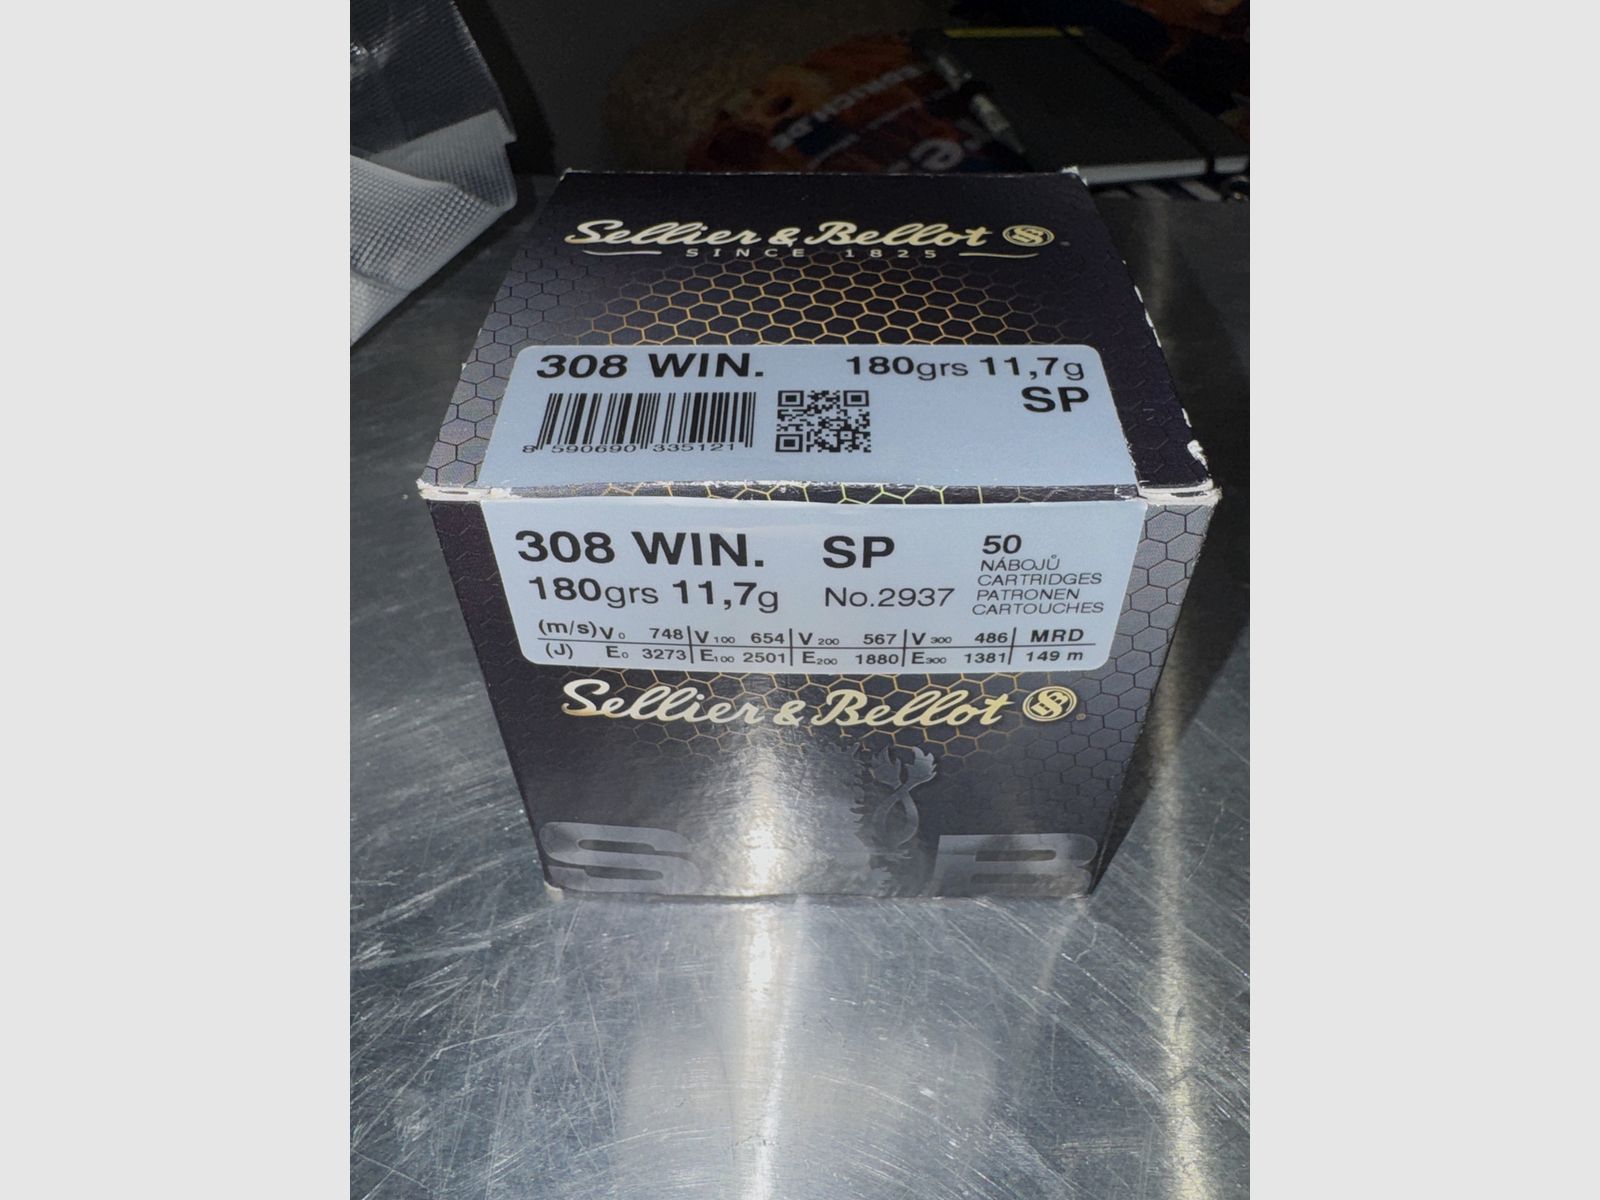 Sellier & Bellot
SINCE 1825
308 WIN. 180grs 11,7g
SP
8 590690 335121
308 WIN. SP 50
NÁBOJŮ
CARTRIDGES
180grs 11,7g No.2937 PATRONEN
CARTOUCHES
(m/s) V0 748 V100 654 V200 567 V300 486 MRD
(J) E0 3273 E100 2501 E200 1880 E300 1381 149 m
Sellier & Bellot
S&B